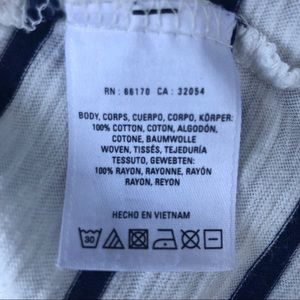 RN : 66170 CA : 32054
BODY, CORPS, CUERPO, CORPO, KÖRPER:
100% COTTON, COTON, ALGODÓN,
COTONE, BAUMWOLLE
WOVEN, TISSÉS, TEJEDURÍA
TESSUTO, GEWEBTEN:
100% RAYON, RAYONNE, RAYÓN
RAYON, REYON
HECHO EN VIETNAM
30